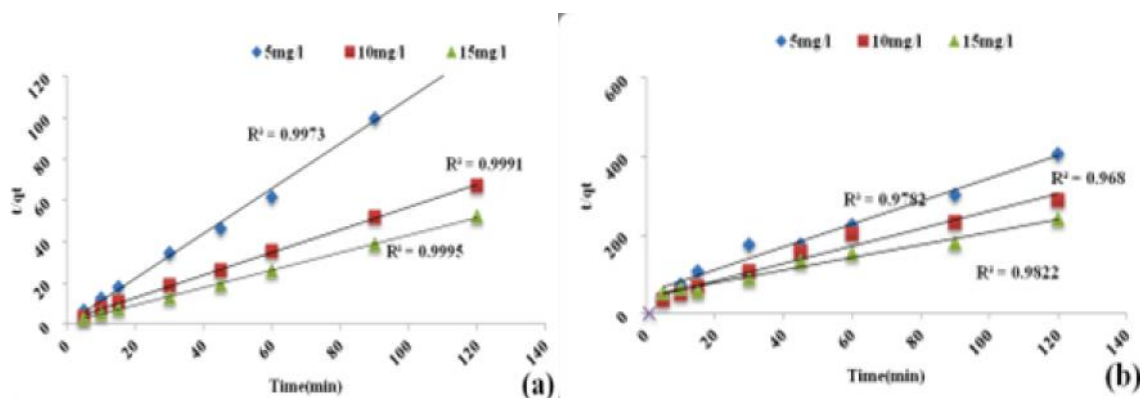 (a)
5mg/l 10mg/l 15mg/l
120
100
80
60
40
20
0
t/qt
R² = 0.9973
R² = 0.9991
R² = 0.9995
0 20 40 60 80 100 120 140
Time(min)
(a)
(b)
5mg/l 10mg/l 15mg/l
600
400
200
0
t/qt
R² = 0.9782
R² = 0.968
R² = 0.9822
0 20 40 60 80 100 120 140
Time(min)
(b)